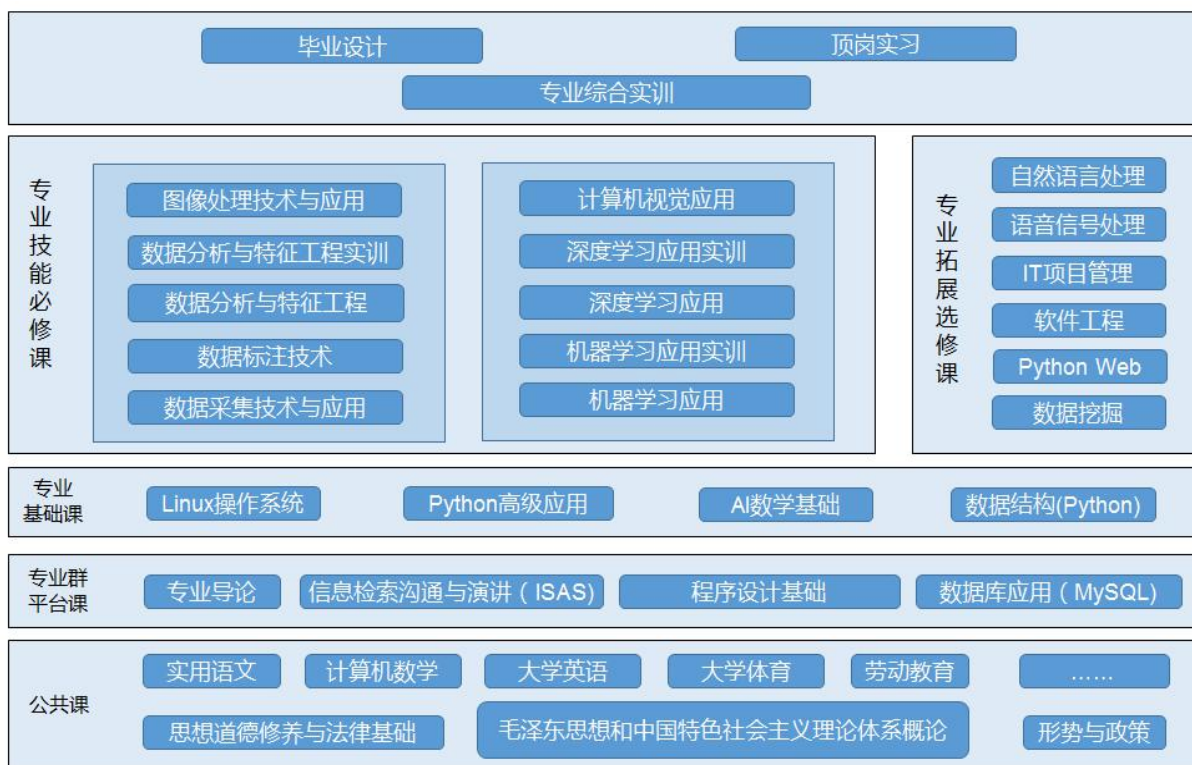 毕业设计
顶岗实习
专业综合实训
专业技能必修课
图像处理技术与应用
数据分析与特征工程实训
数据分析与特征工程
数据标注技术
数据采集技术与应用
计算机视觉应用
深度学习应用实训
深度学习应用
机器学习应用实训
机器学习应用
专业拓展选修课
自然语言处理
语音信号处理
IT项目管理
软件工程
Python Web
数据挖掘
专业
基础课
Linux操作系统
Python高级应用
AI数学基础
数据结构(Python)
专业群
平台课
专业导论
信息检索沟通与演讲（ISAS)
程序设计基础
数据库应用（MySQL)
公共课
实用语文
计算机数学
大学英语
大学体育
劳动教育
……
思想道德修养与法律基础
毛泽东思想和中国特色社会主义理论体系概论
形势与政策